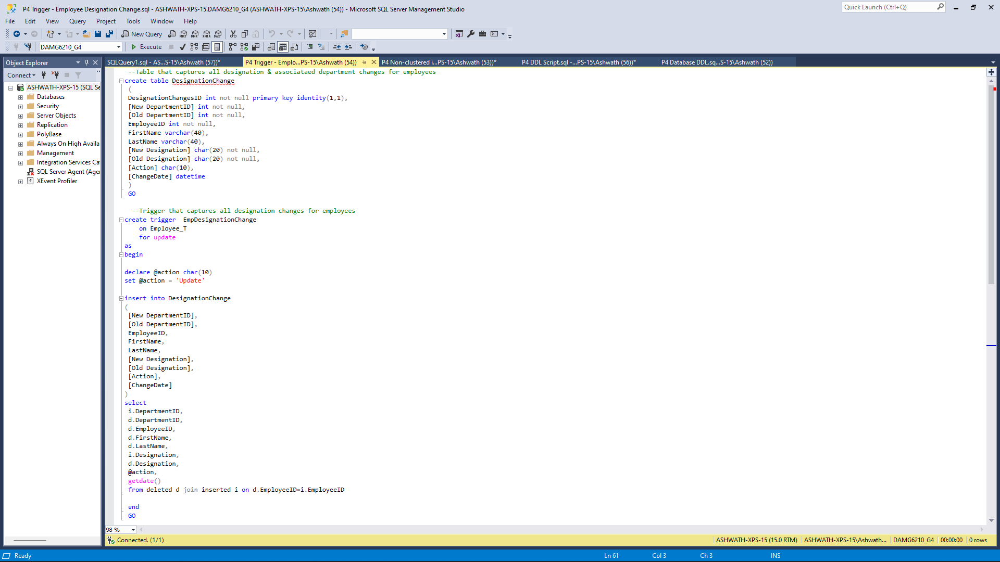 P4 Trigger - Employee Designation Change.sql - ASHWATH-XPS-15.DAMG6210_G4 (ASHWATH-XPS-15\Ashwath (54)) - Microsoft SQL Server Management Studio
Quick Launch (Ctrl+Q)
File Edit View Query Project Tools Window Help
New Query MDX DMX XMLA DAX
DAMG6210_G4 Execute
Object Explorer
SQLQuery1.sql - AS...S-15\Ashwath (57))* P4 Trigger - Emplo...PS-15\Ashwath (54)) P4 Non-clustered i...PS-15\Ashwath (53))* P4 DDL Script.sql -...PS-15\Ashwath (56))* P4 Database DDL.sq...S-15\Ashwath (52))
Connect
ASHWATH-XPS-15 (SQL Se
Databases
Security
Server Objects
Replication
PolyBase
Always On High Availa
Management
Integration Services Ca
SQL Server Agent (Age
XEvent Profiler
--Table that captures all designation & associataed department changes for employees
create table DesignationChange
(
DesignationChangesID int not null primary key identity(1,1),
[New DepartmentID] int not null,
[Old DepartmentID] int not null,
EmployeeID int not null,
FirstName varchar(40),
LastName varchar(40),
[New Designation] char(20) not null,
[Old Designation] char(20) not null,
[Action] char(10),
[ChangeDate] datetime
)
GO
--Trigger that captures all designation changes for employees
create trigger  EmpDesignationChange
on Employee_T
for update
as
begin
declare @action char(10)
set @action = 'Update'
insert into DesignationChange
(
[New DepartmentID],
[Old DepartmentID],
EmployeeID,
FirstName,
LastName,
[New Designation],
[Old Designation],
[Action],
[ChangeDate]
)
select
i.DepartmentID,
d.DepartmentID,
d.EmployeeID,
d.FirstName,
d.LastName,
i.Designation,
d.Designation,
@action,
getdate()
from deleted d join inserted i on d.EmployeeID=i.EmployeeID
end
GO
98 %
Connected. (1/1) ASHWATH-XPS-15 (15.0 RTM) ASHWATH-XPS-15\Ashwath... DAMG6210_G4 00:00:00 0 rows
Ready Ln 61 Col 3 Ch 3 INS